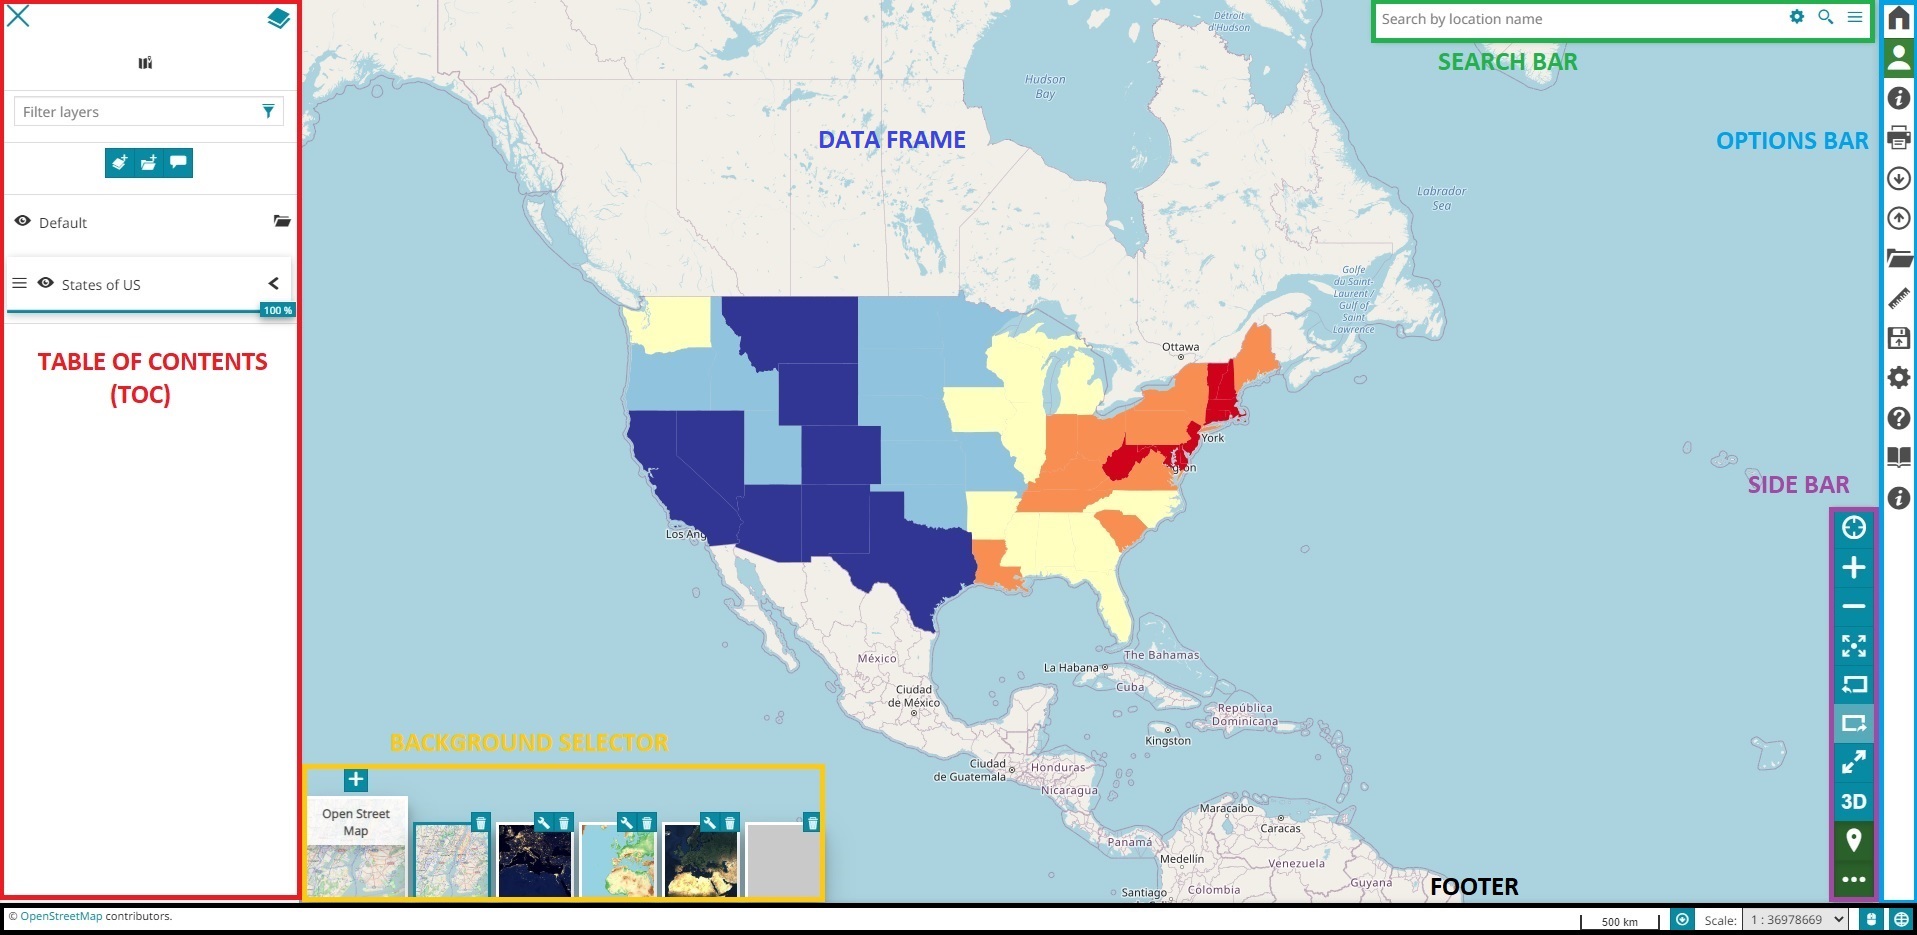 Search by location name
SEARCH BAR
DATA FRAME
OPTIONS BAR
Filter layers
Default
States of US
100 %
TABLE OF CONTENTS
(TOC)
Détroit
d'Hudson
Hudson
Bay
Labrador
Sea
Golfe
du Saint-
Laurent /
Gulf of
Saint
Lawrence
Ottawa
York
Los Ang
SIDE BAR
México
Ciudad
de México
La Habana
The Bahamas
Cuba
República
Dominicana
Kingston
Ciudad
de Guatemala
Honduras
Nicaragua
Maracaibo
Caracas
Panamá
Medellín
Venezuela
Santiago
Colombia
Guyana
BACKGROUND SELECTOR
Open Street
Map
3D
FOOTER
© OpenStreetMap contributors.
500 km
Scale:
1 : 36978669